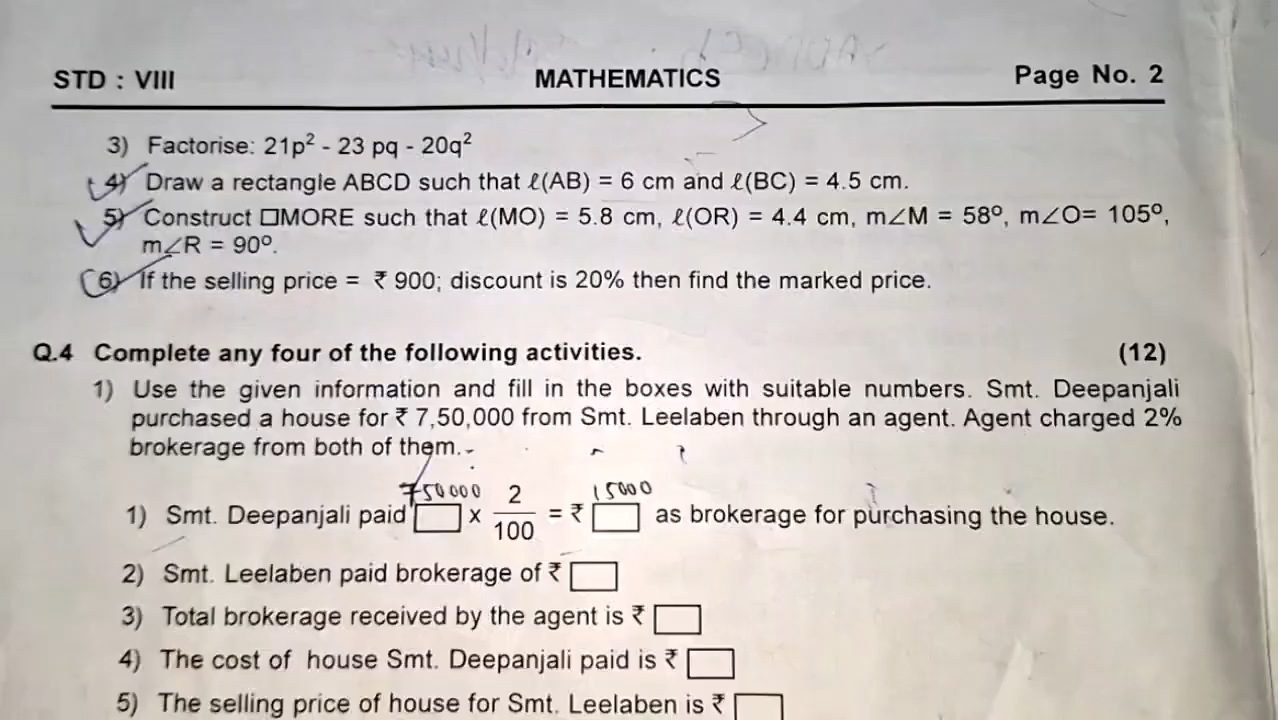 STD : VIII MATHEMATICS Page No. 2
3) Factorise: 21p² - 23 pq - 20q²
4) Draw a rectangle ABCD such that ℓ(AB) = 6 cm and ℓ(BC) = 4.5 cm.
5) Construct □MORE such that ℓ(MO) = 5.8 cm, ℓ(OR) = 4.4 cm, m∠M = 58º, m∠O= 105º,
m∠R = 90º.
6) If the selling price = ₹ 900; discount is 20% then find the marked price.
Q.4 Complete any four of the following activities. (12)
1) Use the given information and fill in the boxes with suitable numbers. Smt. Deepanjali
purchased a house for ₹ 7,50,000 from Smt. Leelaben through an agent. Agent charged 2%
brokerage from both of them.
750000 15000
1) Smt. Deepanjali paid □ x 2/100 = ₹ □ as brokerage for purchasing the house.
2) Smt. Leelaben paid brokerage of ₹ □
3) Total brokerage received by the agent is ₹ □
4) The cost of house Smt. Deepanjali paid is ₹ □
5) The selling price of house for Smt. Leelaben is ₹ □